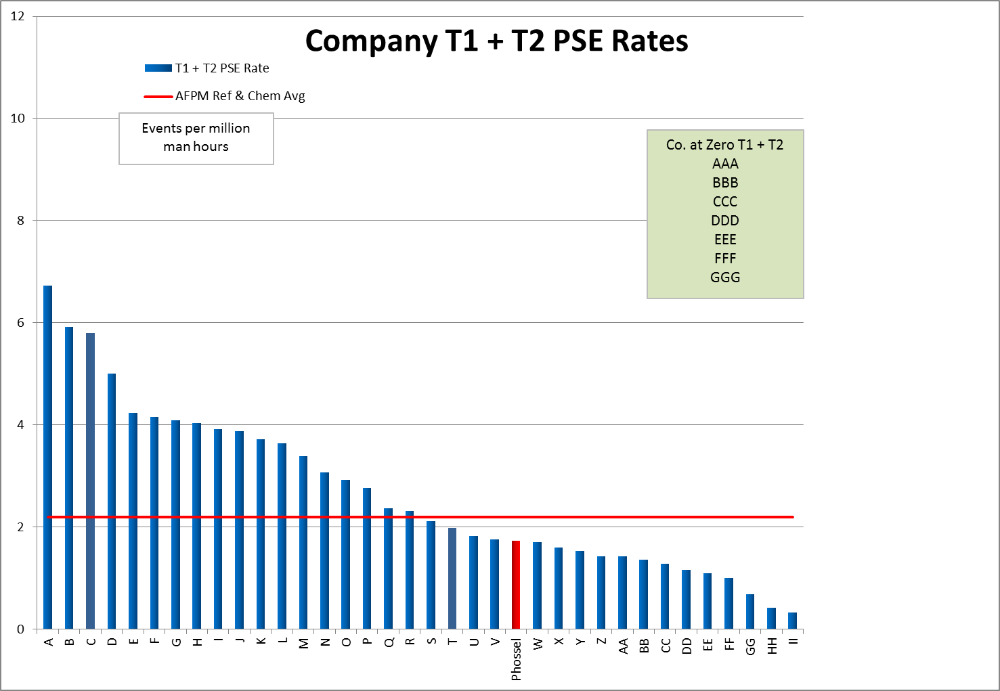 Company T1 + T2 PSE Rates
T1 + T2 PSE Rate
AFPM Ref & Chem Avg
Events per million
man hours
Co. at Zero T1 + T2
AAA
BBB
CCC
DDD
EEE
FFF
GGG
12
10
8
6
4
2
0
A
B
C
D
E
F
G
H
I
J
K
L
M
N
O
P
Q
R
S
T
U
V
Phossel
W
X
Y
Z
AA
BB
CC
DD
EE
FF
GG
HH
II